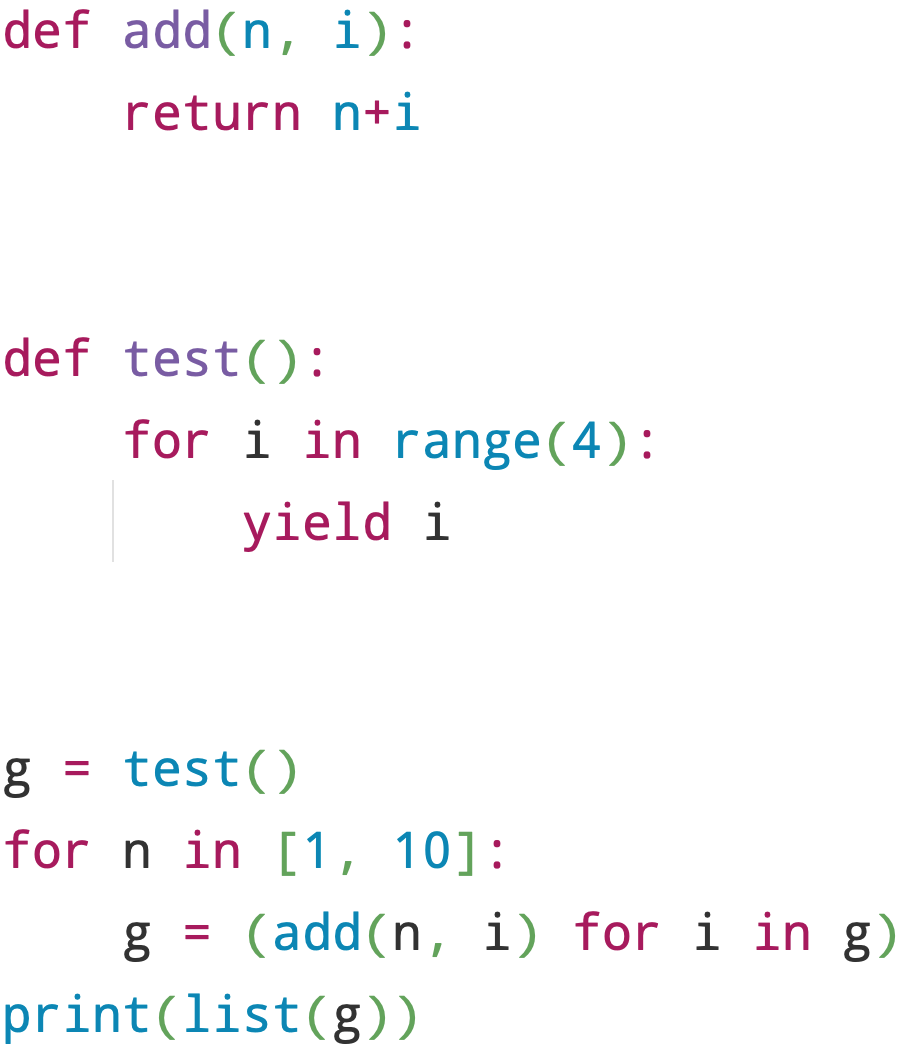 def add(n, i):
    return n+i
def test():
    for i in range(4):
        yield i
g = test()
for n in [1, 10]:
    g = (add(n, i) for i in g)
print(list(g))